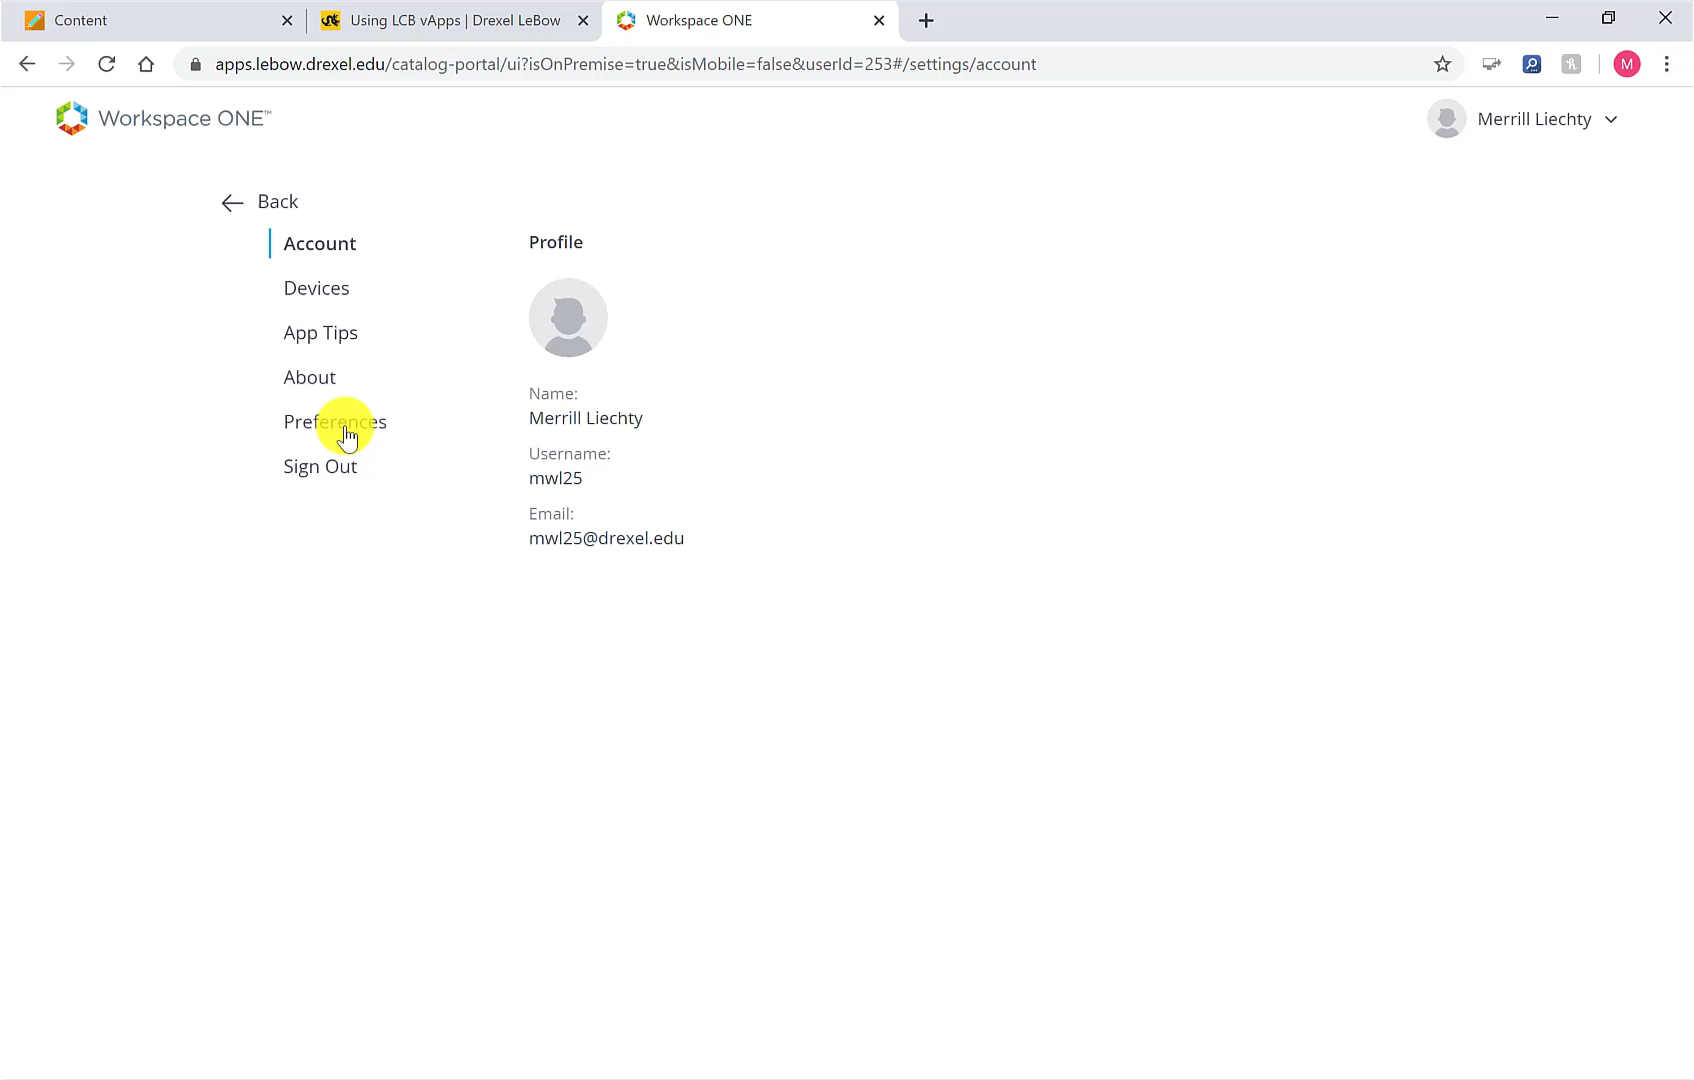 Content
Using LCB vApps | Drexel LeBow
Workspace ONE
apps.lebow.drexel.edu/catalog-portal/ui?isOnPremise=true&isMobile=false&userId=253#/settings/account
M
Workspace ONE™
Merrill Liechty
Back
Account
Devices
App Tips
About
Preferences
Sign Out
Profile
Name:
Merrill Liechty
Username:
mwl25
Email:
mwl25@drexel.edu